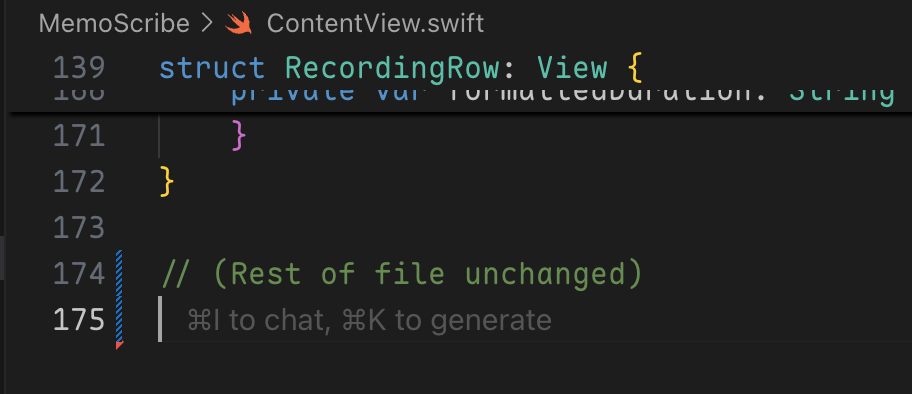 MemoScribe > ContentView.swift
139 struct RecordingRow: View {
private var formattedDuration: String
171 }
172 }
173
174 // (Rest of file unchanged)
175 ⌘I to chat, ⌘K to generate